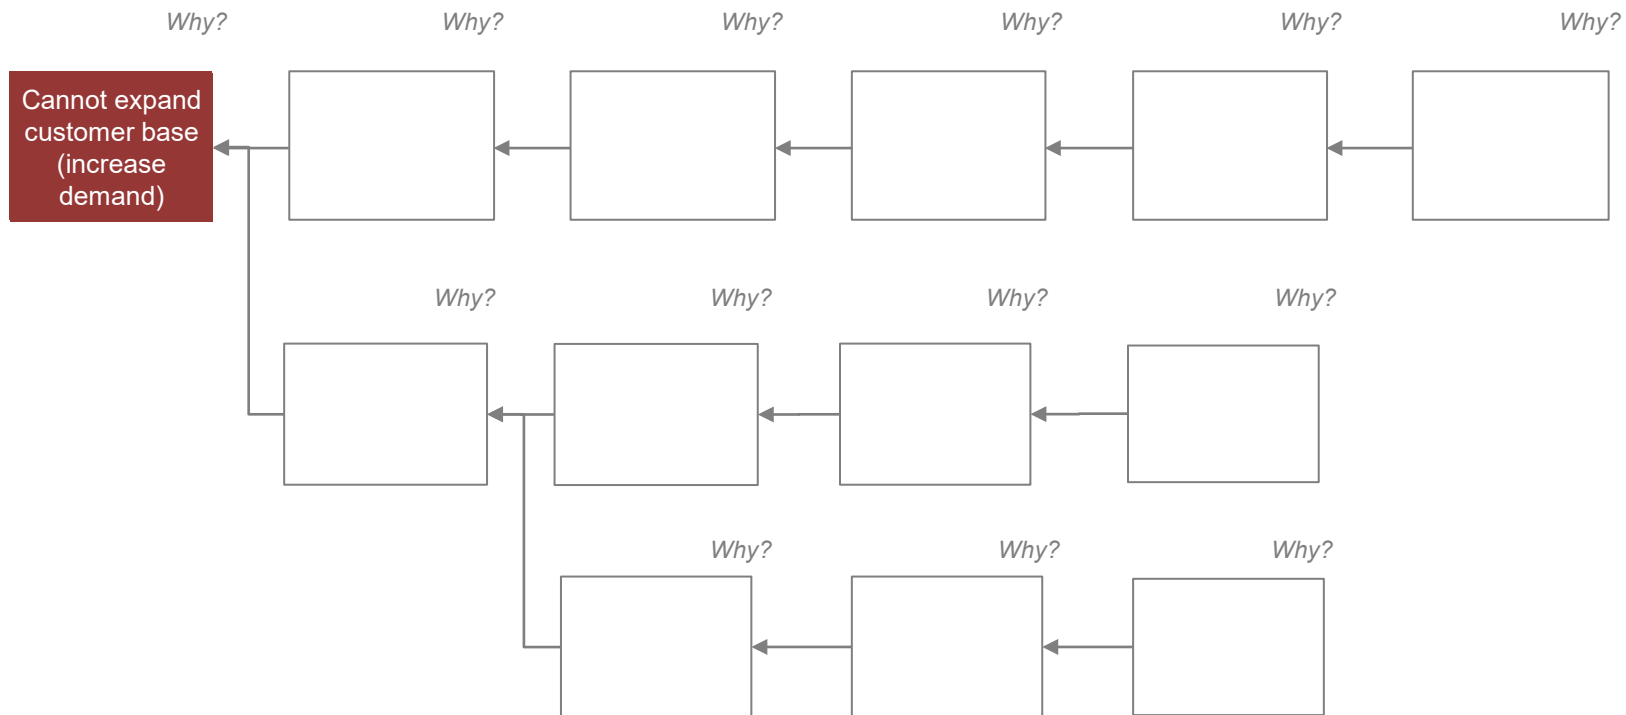 Why? Why? Why? Why? Why? Why?
Cannot expand
customer base
(increase
demand)
Why? Why? Why? Why?
Why? Why? Why?